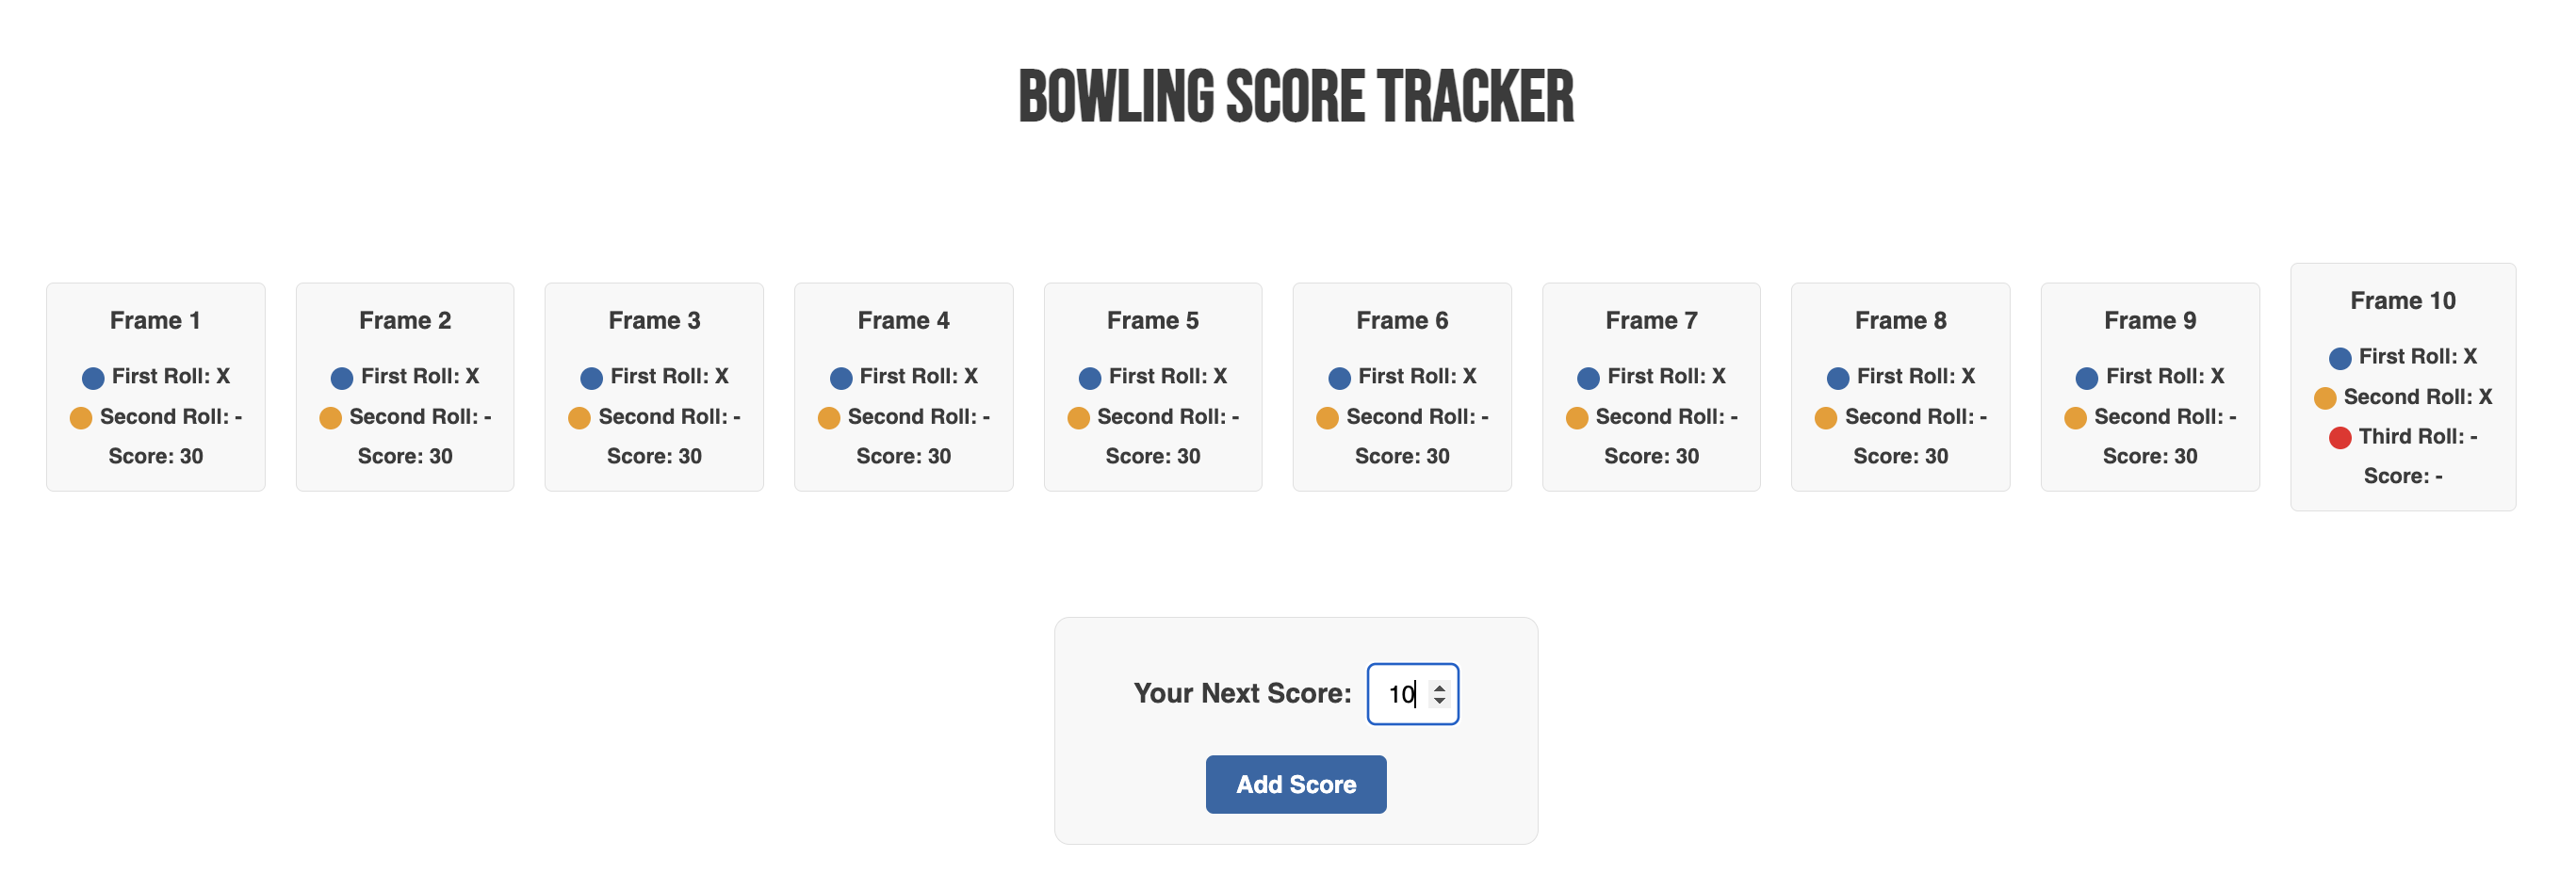 BOWLING SCORE TRACKER
Frame 1
First Roll: X
Second Roll: -
Score: 30
Frame 2
First Roll: X
Second Roll: -
Score: 30
Frame 3
First Roll: X
Second Roll: -
Score: 30
Frame 4
First Roll: X
Second Roll: -
Score: 30
Frame 5
First Roll: X
Second Roll: -
Score: 30
Frame 6
First Roll: X
Second Roll: -
Score: 30
Frame 7
First Roll: X
Second Roll: -
Score: 30
Frame 8
First Roll: X
Second Roll: -
Score: 30
Frame 9
First Roll: X
Second Roll: -
Score: 30
Frame 10
First Roll: X
Second Roll: X
Third Roll: -
Score: -
Your Next Score: 10
Add Score